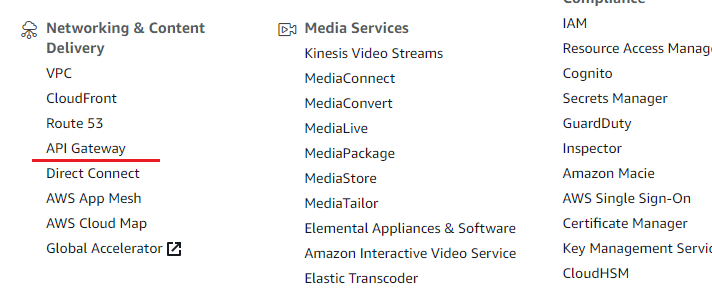 Networking & Content
Delivery
VPC
CloudFront
Route 53
API Gateway
Direct Connect
AWS App Mesh
AWS Cloud Map
Global Accelerator
Media Services
Kinesis Video Streams
MediaConnect
MediaConvert
MediaLive
MediaPackage
MediaStore
MediaTailor
Elemental Appliances & Software
Amazon Interactive Video Service
Elastic Transcoder
Compliance
IAM
Resource Access Manag
Cognito
Secrets Manager
GuardDuty
Inspector
Amazon Macie
AWS Single Sign-On
Certificate Manager
Key Management Servic
CloudHSM